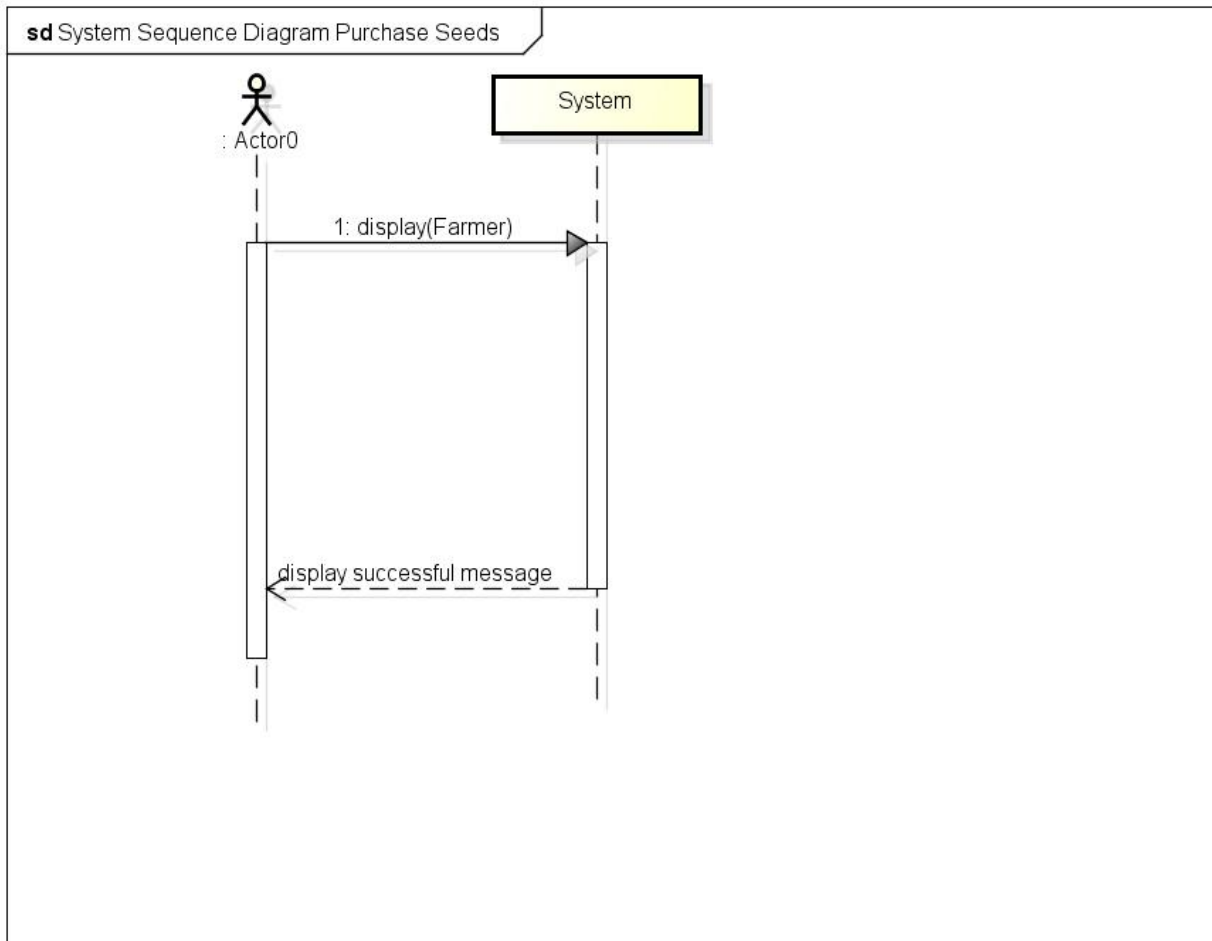 sd System Sequence Diagram Purchase Seeds
System
: Actor0
1: display(Farmer)
display successful message